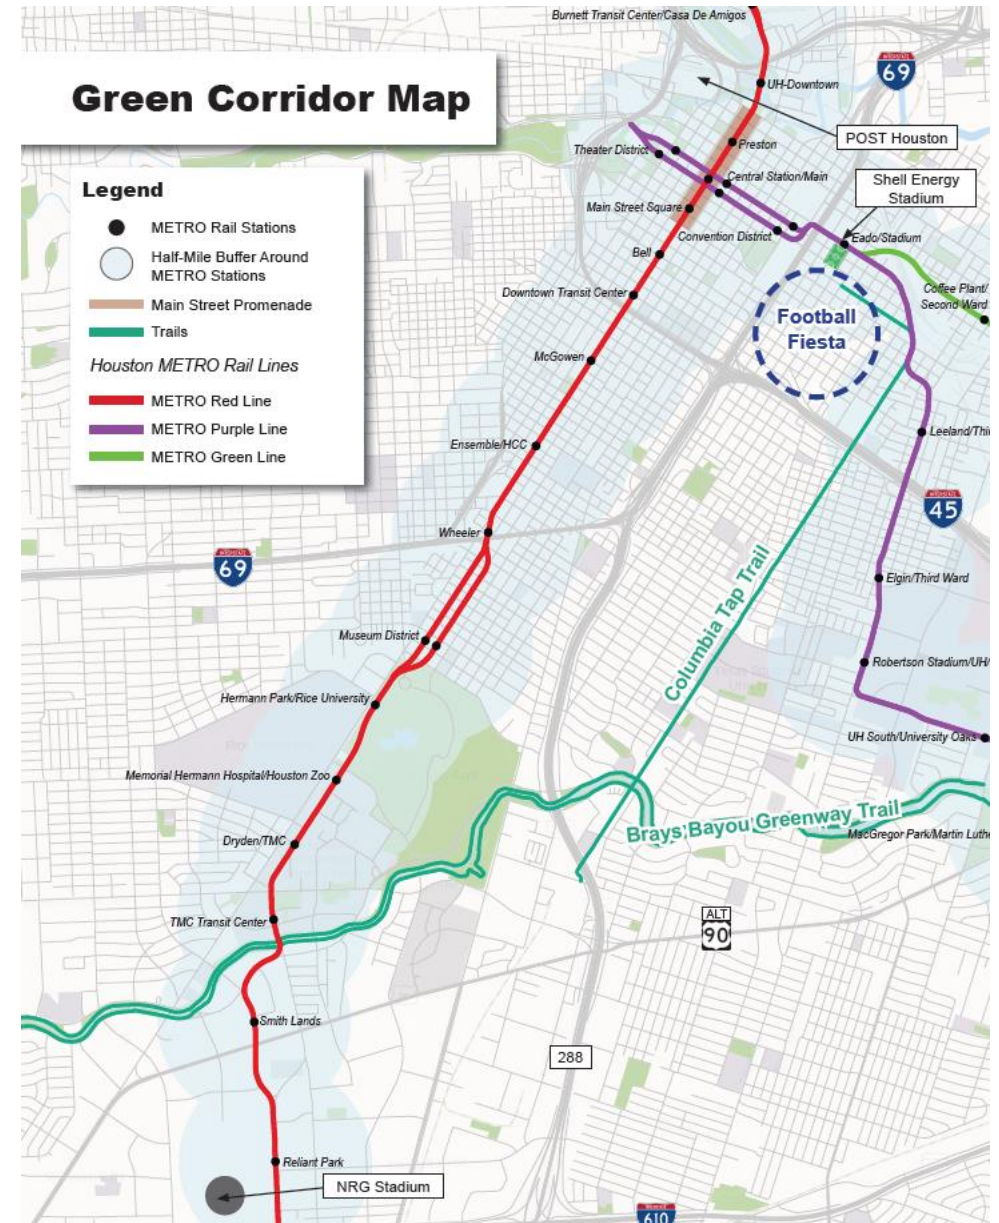 Burnett Transit Center/Casa De Amigos
69
Green Corridor Map
UH-Downtown
POST Houston
Preston
Theater District
Central Station/Main
Shell Energy
Stadium
Legend
METRO Rail Stations
Half-Mile Buffer Around
METRO Stations
Main Street Promenade
Trails
Houston METRO Rail Lines
METRO Red Line
METRO Purple Line
METRO Green Line
Main Street Square
Convention District
Eado/Stadium
Bell
Downtown Transit Center
Coffee Plant/
Second Ward
Football
Fiesta
McGowen
Ensemble/HCC
Leeland/Thi
INTERSTATE
45
Wheeler
INTERSTATE
69
Elgin/Third Ward
Columbia Tap Trail
Museum District
Robertson Stadium/UH/
Hermann Park/Rice University
UH South/University Oaks
Memorial Hermann Hospital/Houston Zoo
Brays Bayou Greenway Trail
MacGregor Park/Martin Luthe
Dryden/TMC
TMC Transit Center
ALT
90
Smith Lands
288
Reliant Park
NRG Stadium
610